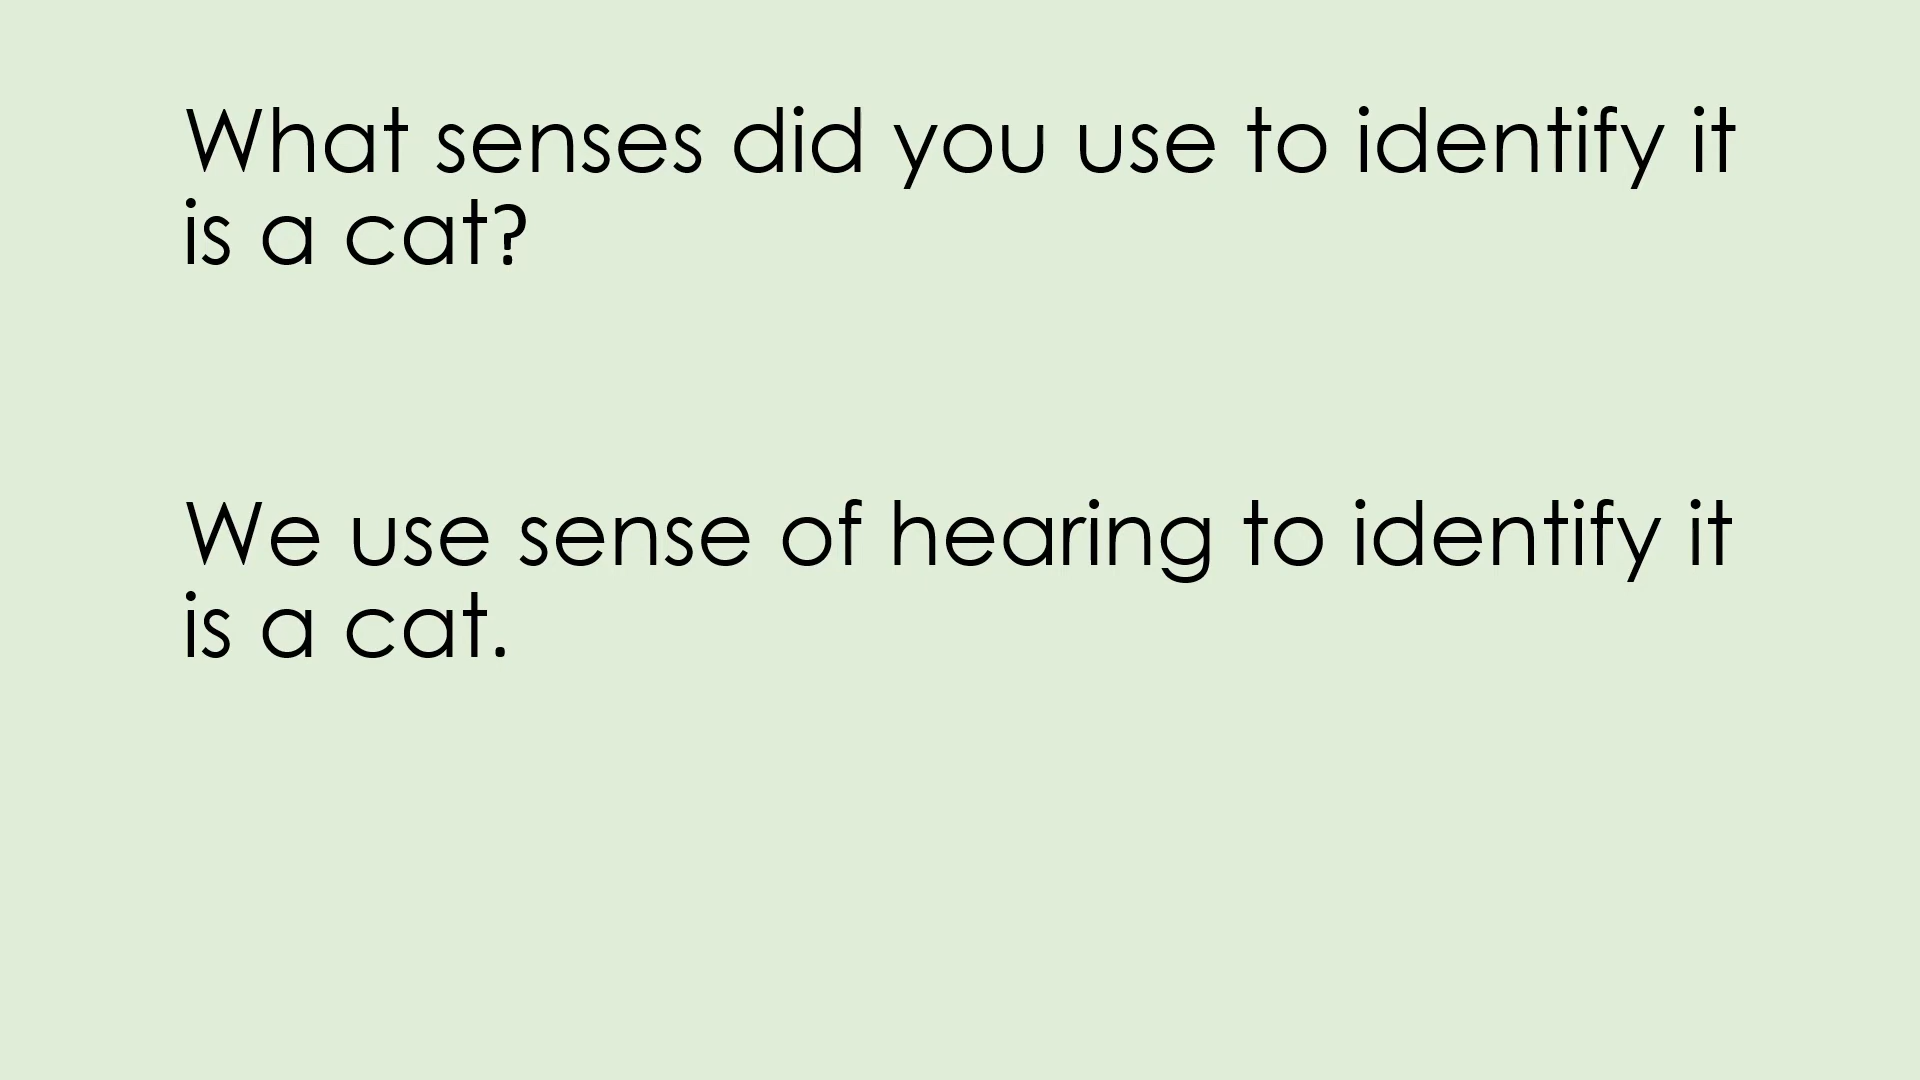 What senses did you use to identify it
is a cat?
We use sense of hearing to identify it
is a cat.